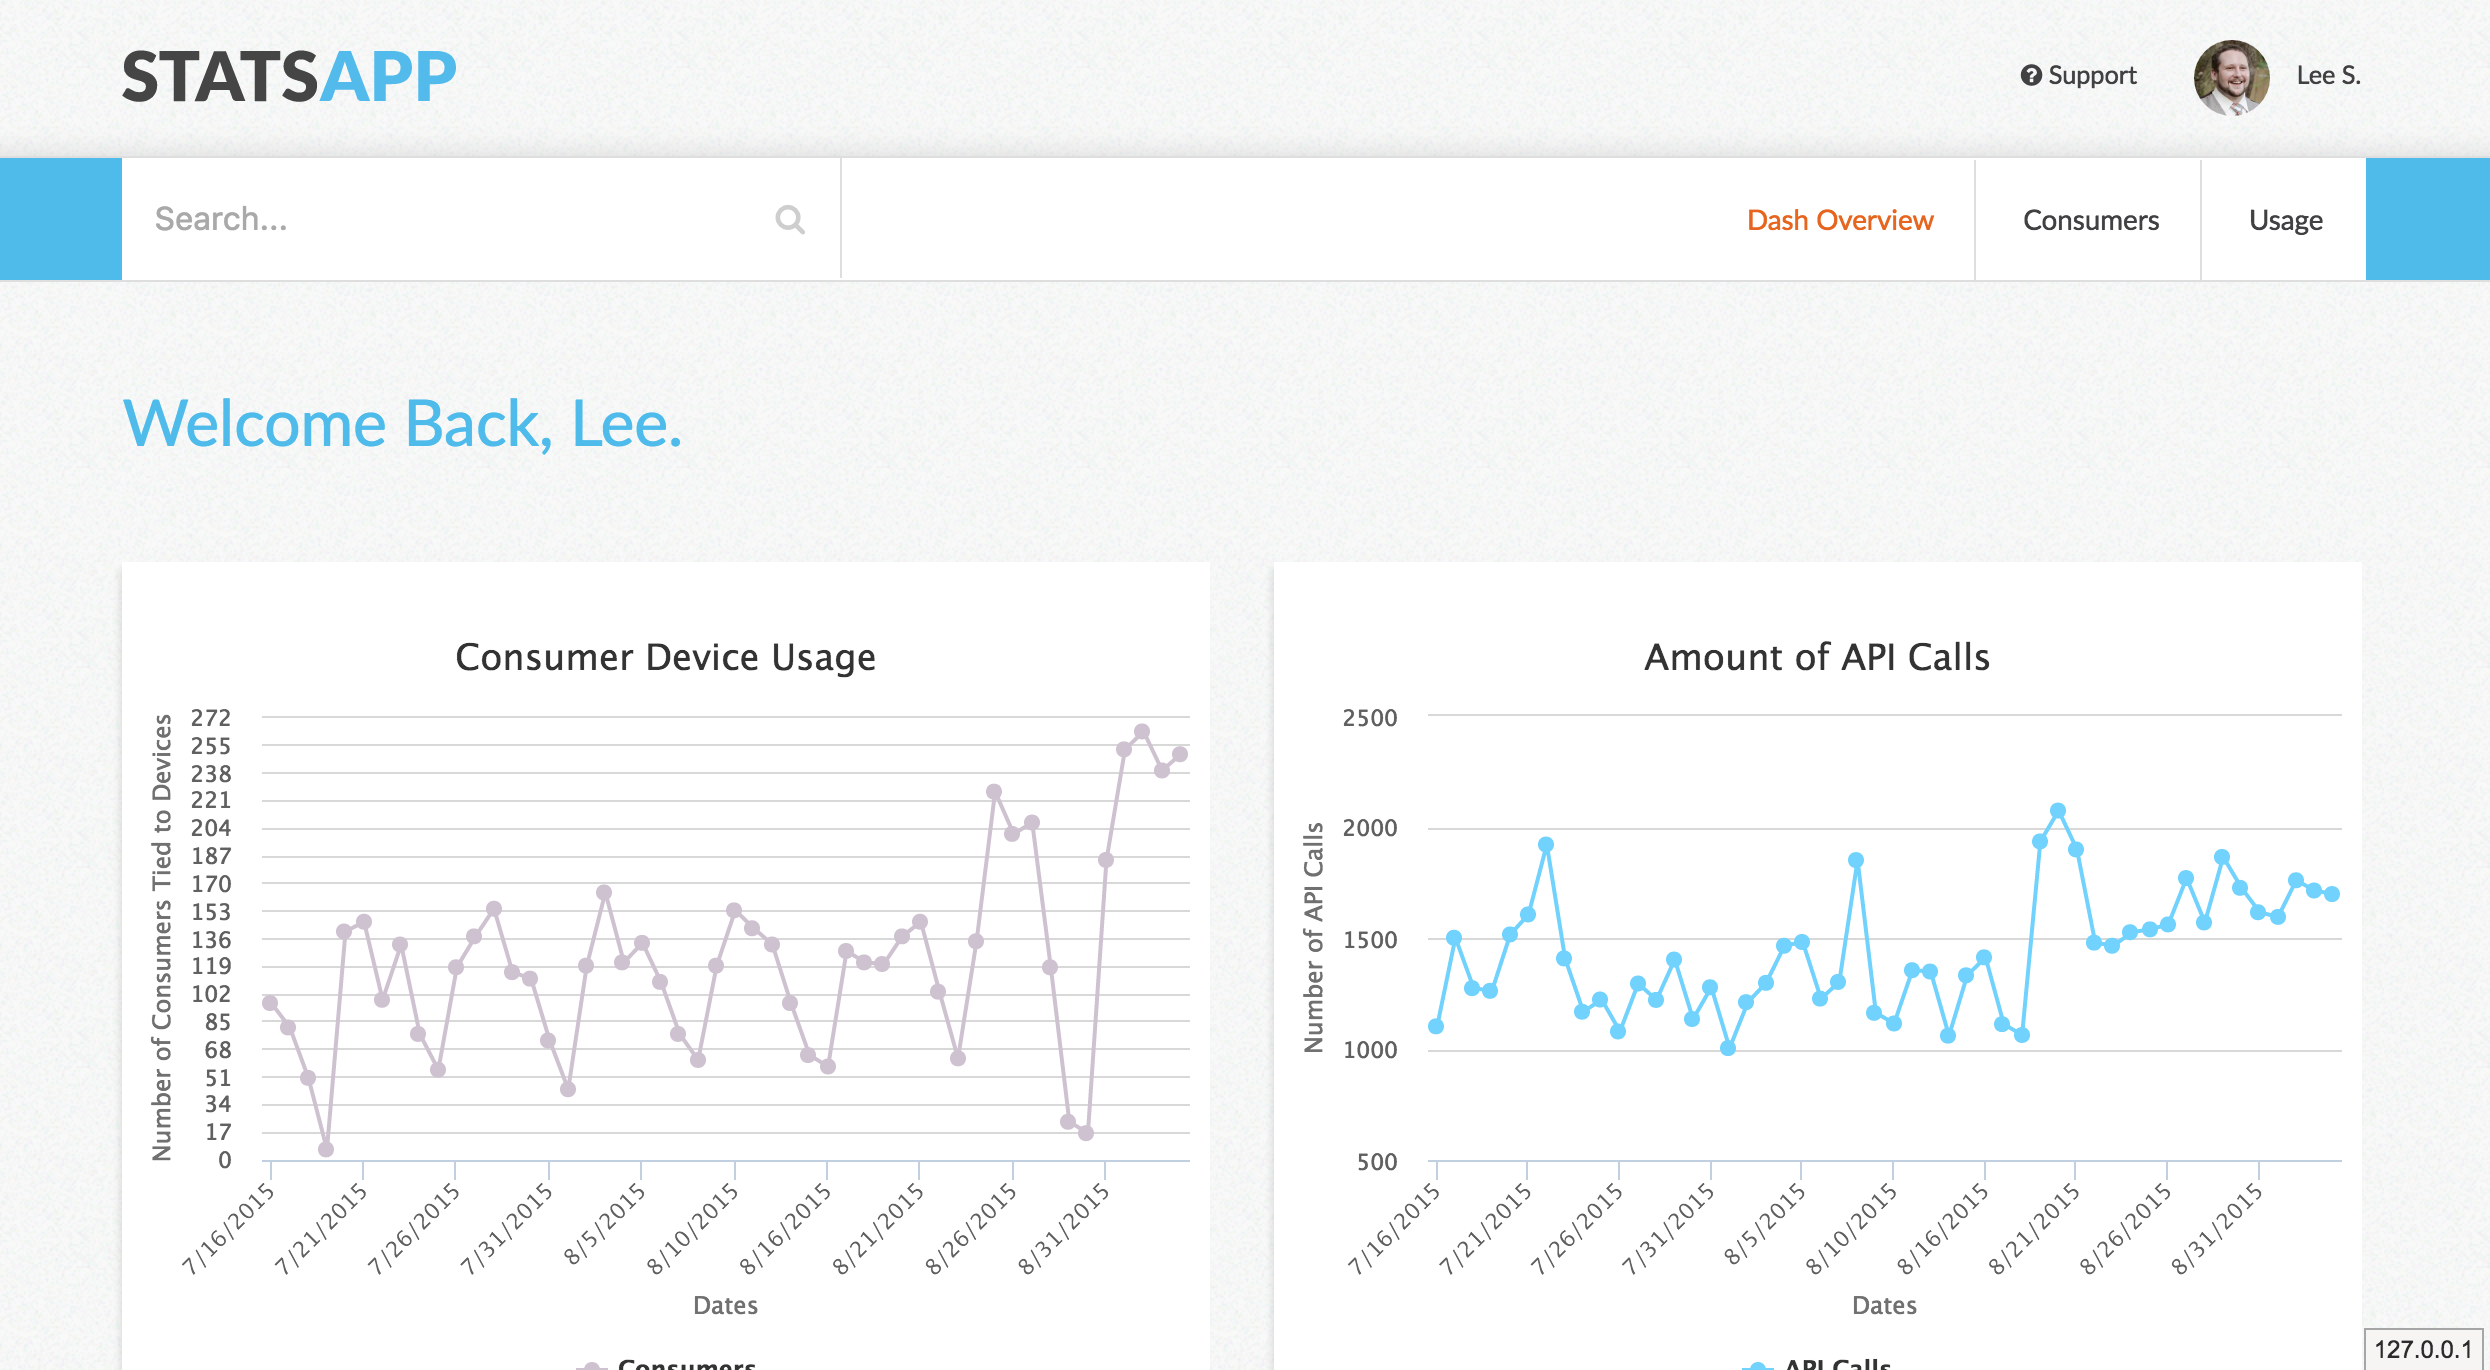 STATSAPP
Support
Lee S.
Search...
Dash Overview
Consumers
Usage
Welcome Back, Lee.
Consumer Device Usage
Number of Consumers Tied to Devices
272
255
238
221
204
187
170
153
136
119
102
85
68
51
34
17
0
7/16/2015
7/21/2015
7/26/2015
7/31/2015
8/5/2015
8/10/2015
8/16/2015
8/21/2015
8/26/2015
8/31/2015
Dates
Consumers
Amount of API Calls
Number of API Calls
2500
2000
1500
1000
500
7/16/2015
7/21/2015
7/26/2015
7/31/2015
8/5/2015
8/10/2015
8/16/2015
8/21/2015
8/26/2015
8/31/2015
Dates
API Calls
127.0.0.1